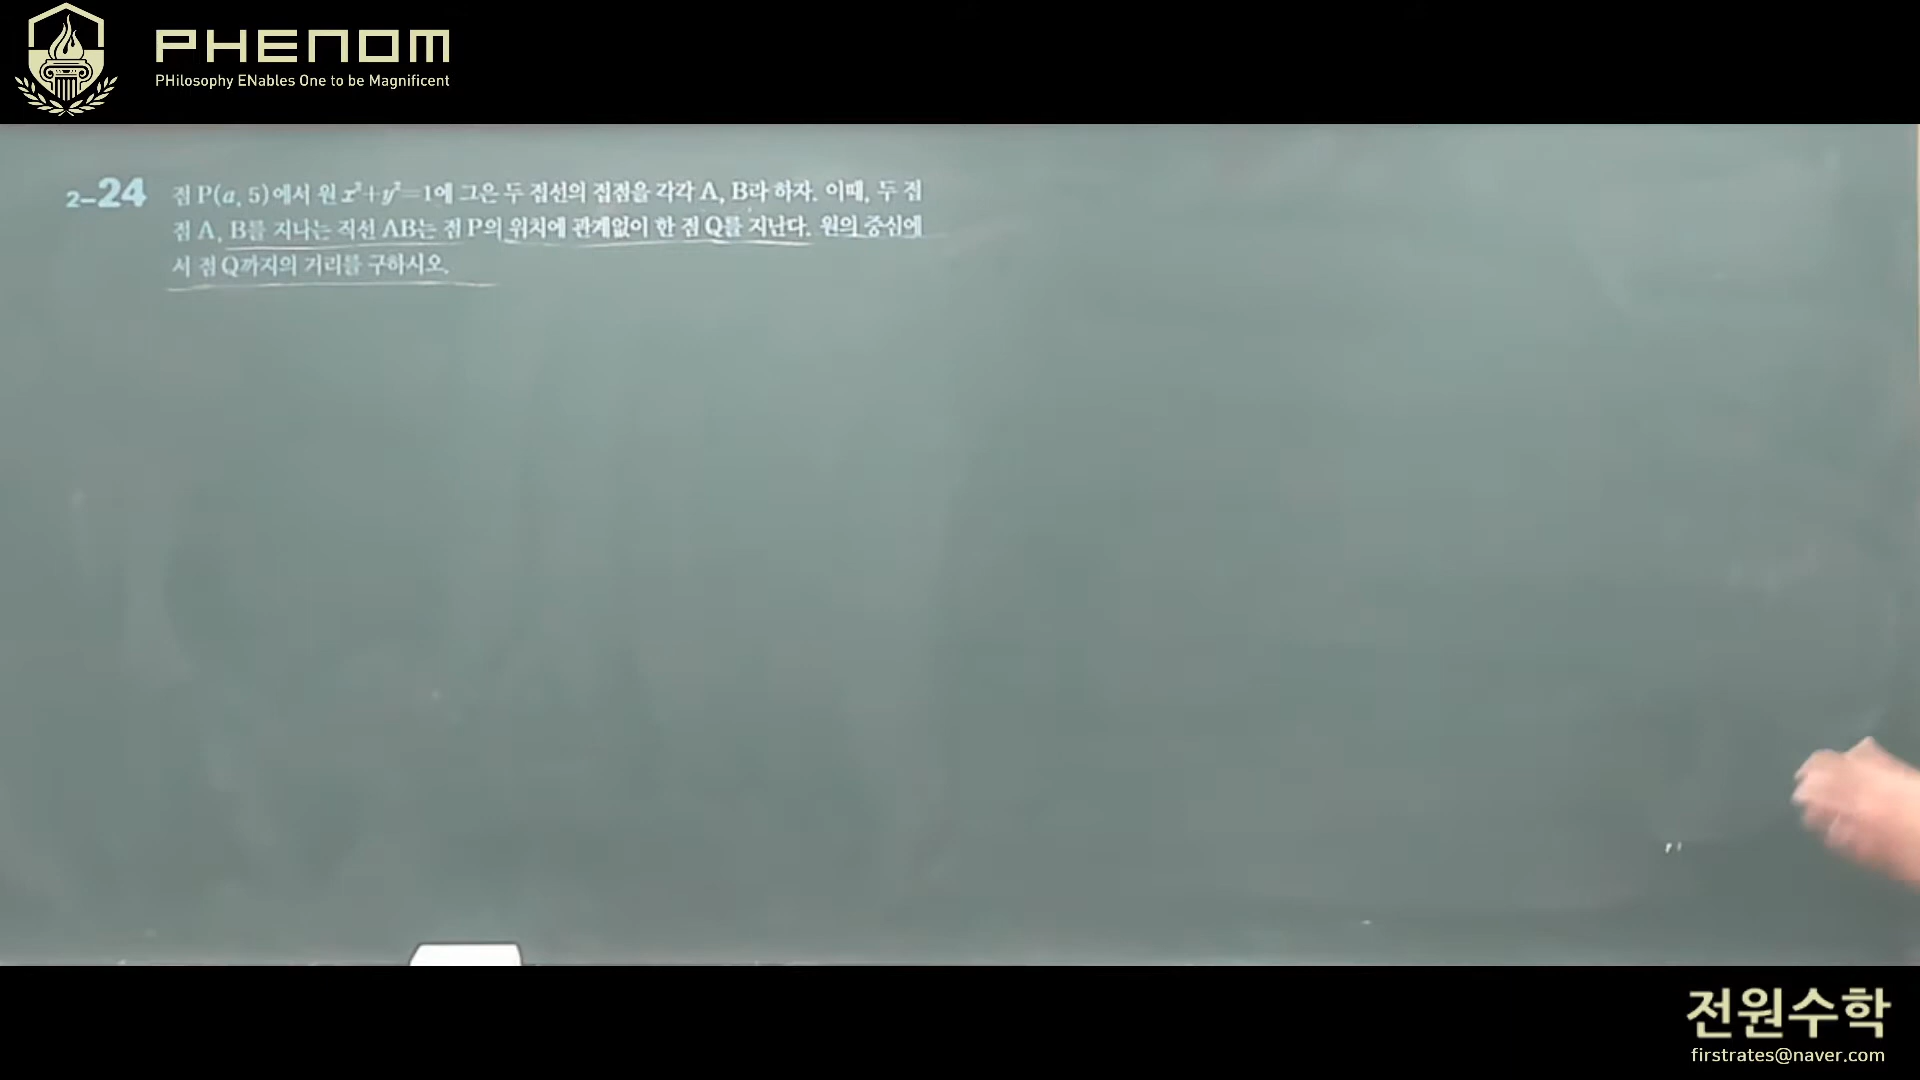 PHENOM
PHilosophy ENables One to be Magnificent
2-24 점 P(a, 5)에서 원 x²+y²=1에 그은 두 접선의 접점을 각각 A, B라 하자. 이때, 두 점
점 A, B를 지나는 직선 AB는 점 P의 위치에 관계없이 한 점 Q를 지난다. 원의 중심에
서 점 Q까지의 거리를 구하시오.
전원수학
firstrates@naver.com